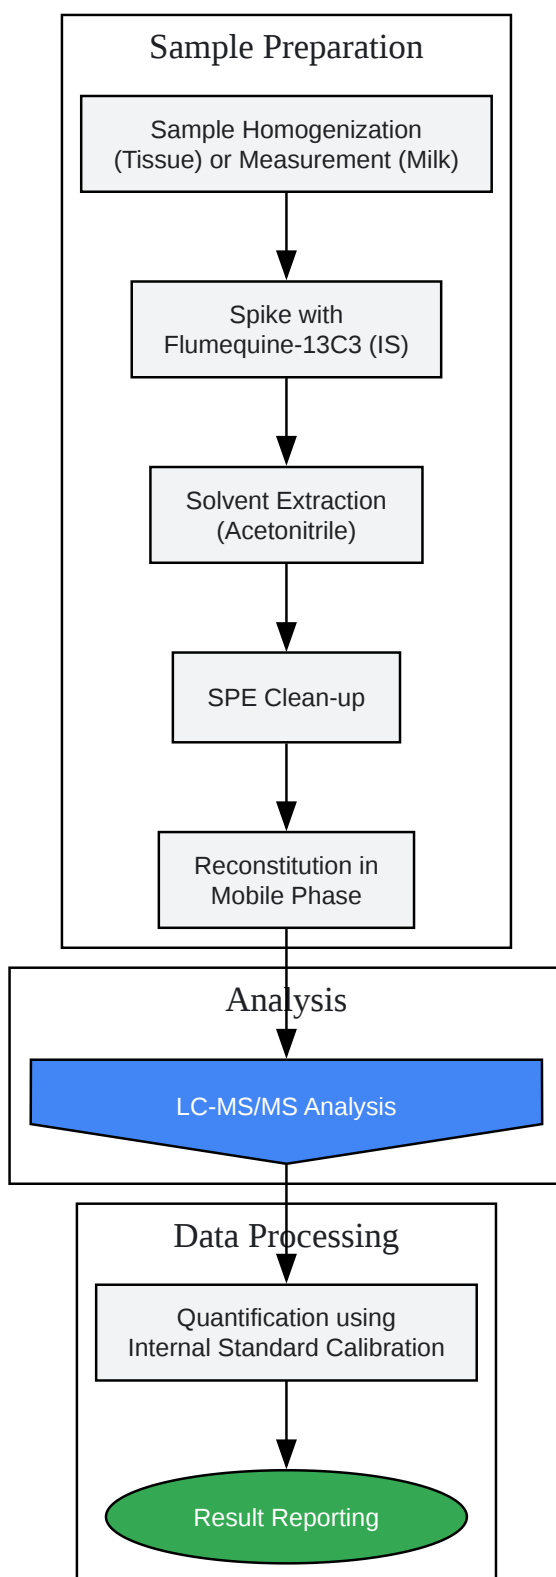 Sample Preparation
Sample Homogenization
(Tissue) or Measurement (Milk)
Spike with
Flumequine-13C3 (IS)
Solvent Extraction
(Acetonitrile)
SPE Clean-up
Reconstitution in
Mobile Phase
Analysis
LC-MS/MS Analysis
Data Processing
Quantification using
Internal Standard Calibration
Result Reporting